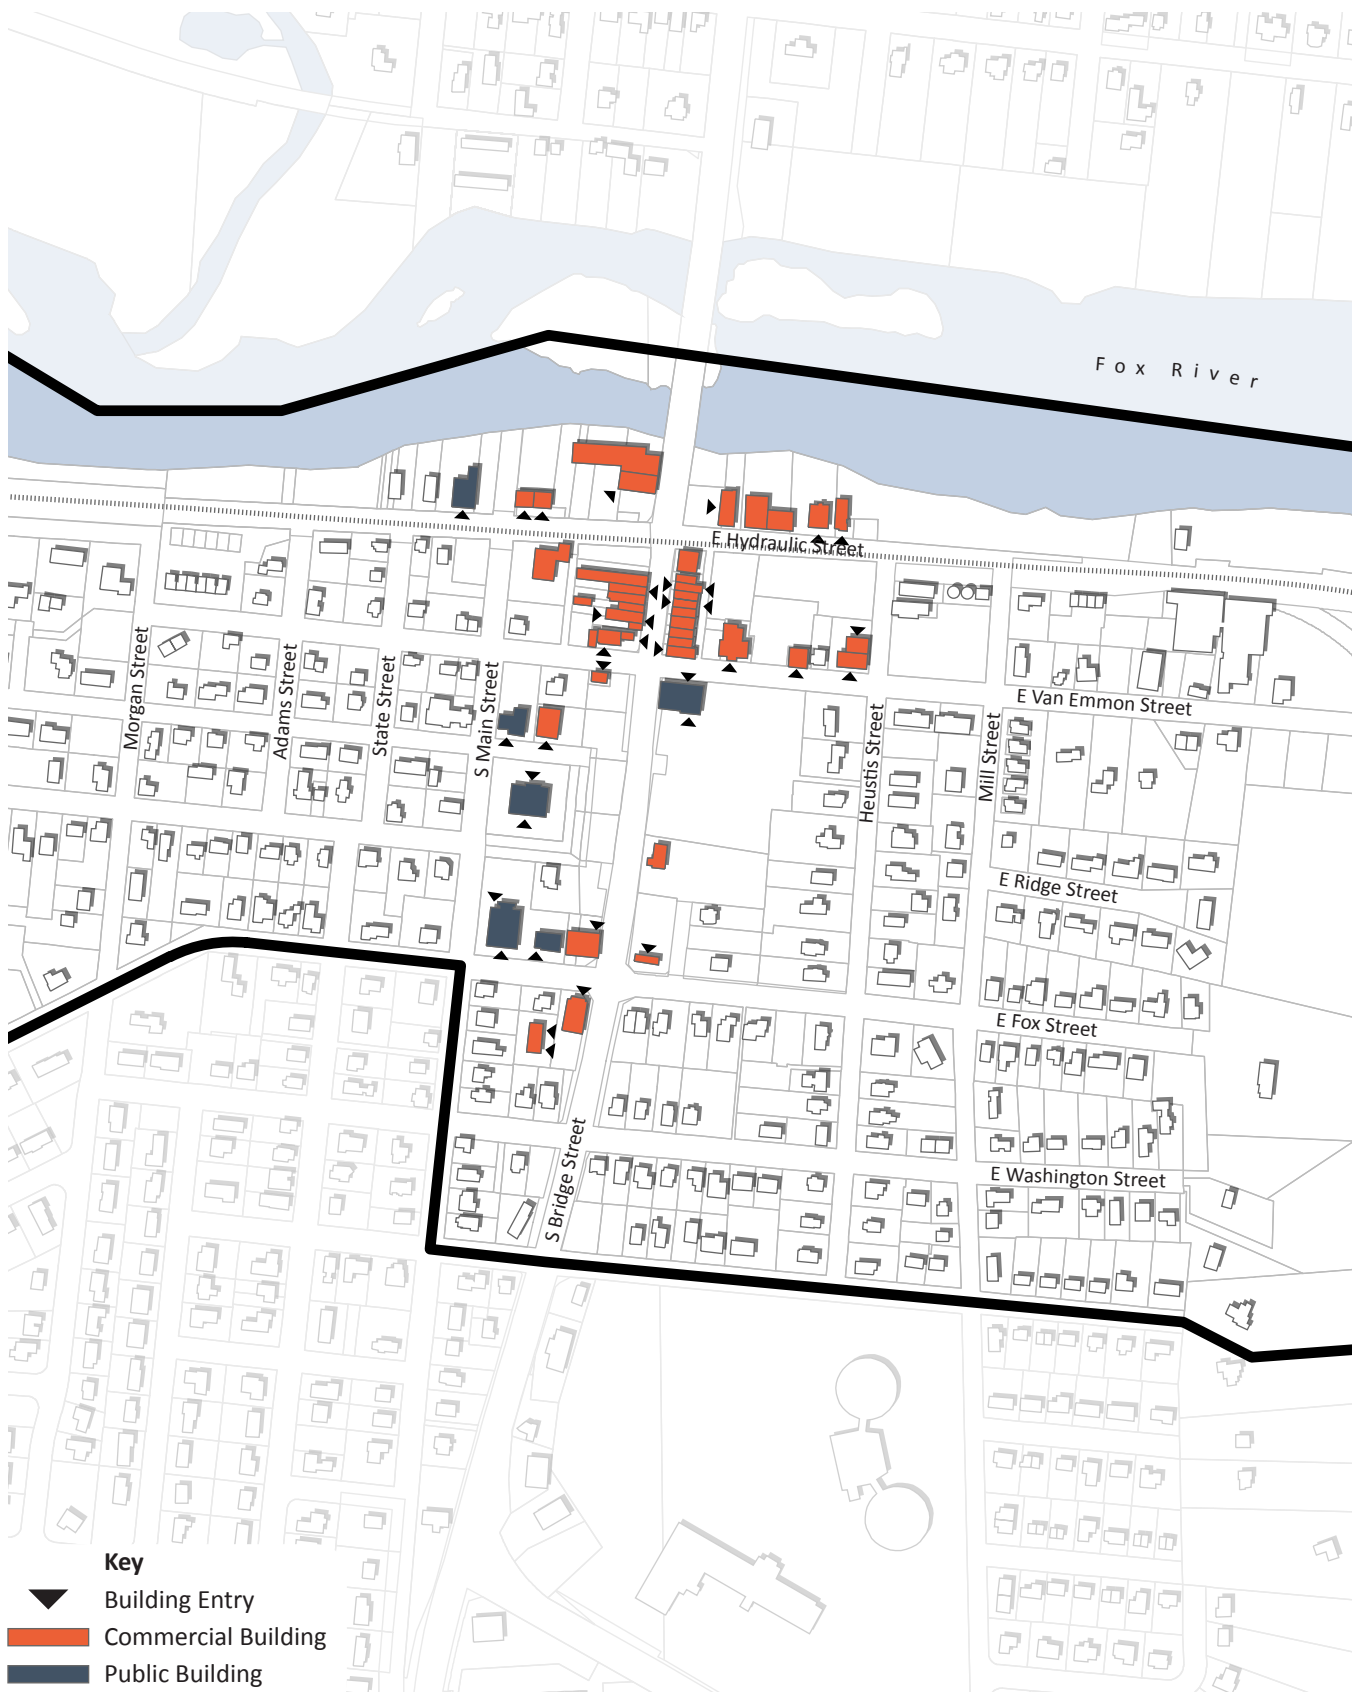 Fox River
E Hydraulic Street
Morgan Street
Adams Street
State Street
S Main Street
E Van Emmon Street
Heustis Street
Mill Street
E Ridge Street
E Fox Street
S Bridge Street
E Washington Street
Key
Building Entry
Commercial Building
Public Building